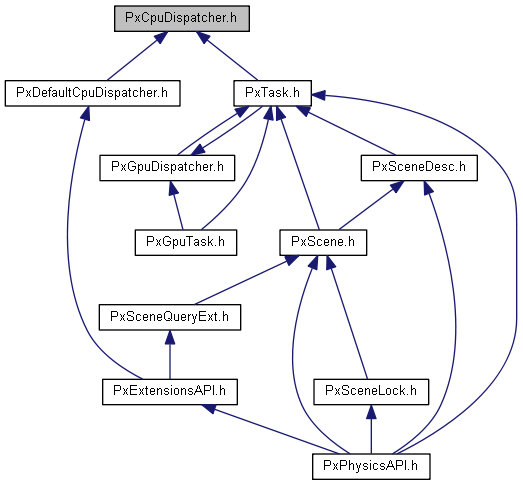 PxCpuDispatcher.h
PxDefaultCpuDispatcher.h
PxTask.h
PxGpuDispatcher.h
PxSceneDesc.h
PxGpuTask.h
PxScene.h
PxSceneQueryExt.h
PxExtensionsAPI.h
PxSceneLock.h
PxPhysicsAPI.h